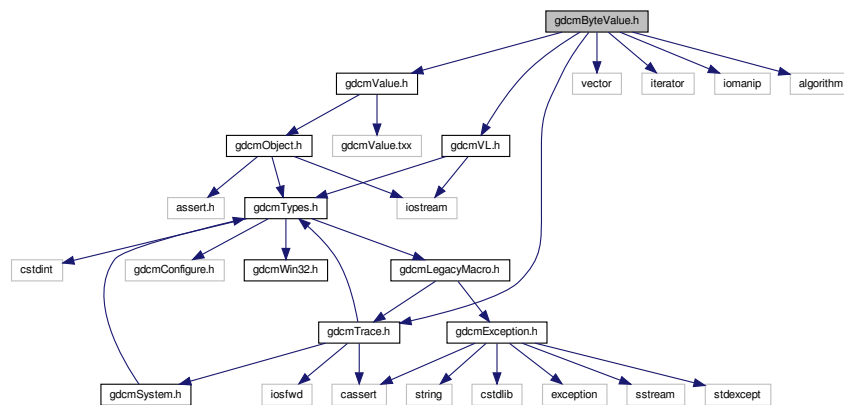 gdcmByteValue.h
gdcmValue.h
vector
iterator
iomanip
algorithm
gdcmObject.h
gdcmValue.txx
gdcmVL.h
assert.h
gdcmTypes.h
iostream
cstdint
gdcmConfigure.h
gdcmWin32.h
gdcmLegacyMacro.h
gdcmTrace.h
gdcmException.h
gdcmSystem.h
iosfwd
cassert
string
cstdlib
exception
sstream
stdexcept